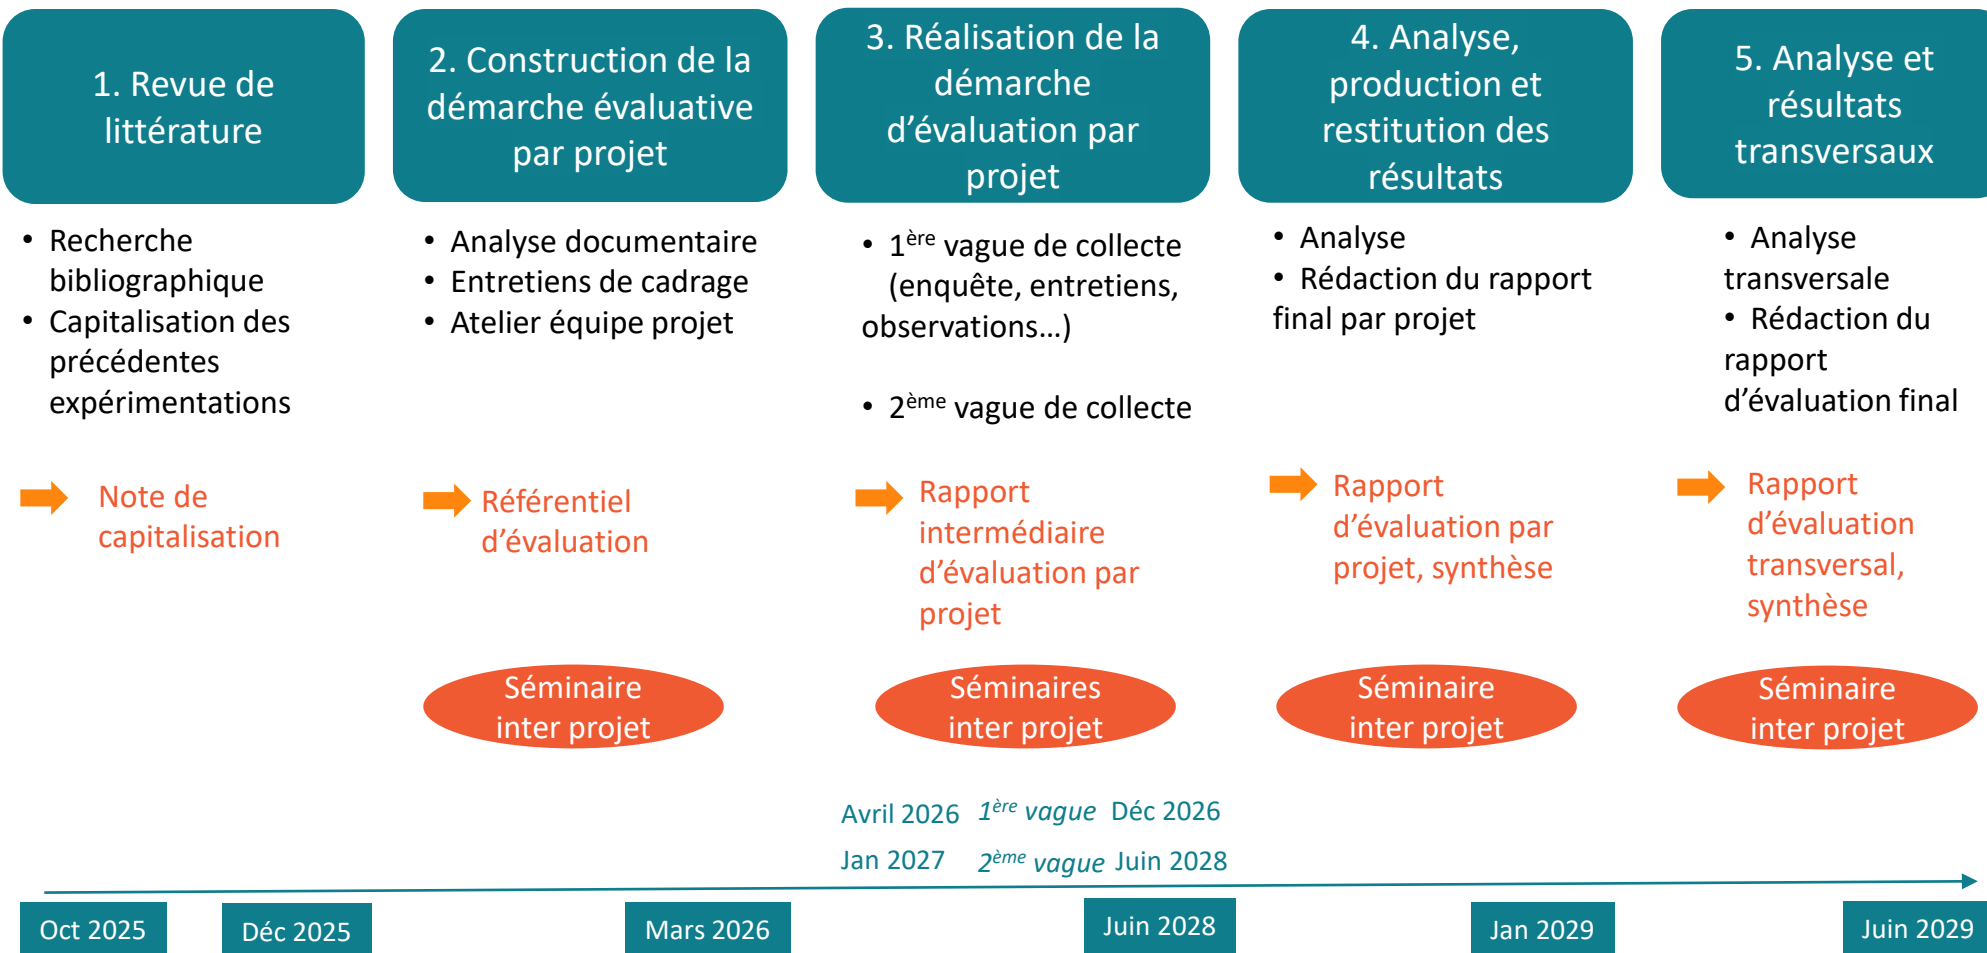 1. Revue de
littérature
2. Construction de la
démarche évaluative
par projet
3. Réalisation de la
démarche
d’évaluation par
projet
4. Analyse,
production et
restitution des
résultats
5. Analyse et
résultats
transversaux
• Recherche
bibliographique
• Capitalisation des
précédentes
expérimentations
• Analyse documentaire
• Entretiens de cadrage
• Atelier équipe projet
• 1ère vague de collecte
(enquête, entretiens,
observations…)
• 2ème vague de collecte
• Analyse
• Rédaction du rapport
final par projet
• Analyse
transversale
• Rédaction du
rapport
d’évaluation final
Note de
capitalisation
Référentiel
d’évaluation
Rapport
intermédiaire
d’évaluation par
projet
Rapport
d’évaluation par
projet, synthèse
Rapport
d’évaluation
transversal,
synthèse
Séminaire
inter projet
Séminaires
inter projet
Séminaire
inter projet
Séminaire
inter projet
Avril 2026 1ère vague Déc 2026
Jan 2027 2ème vague Juin 2028
Oct 2025
Déc 2025
Mars 2026
Juin 2028
Jan 2029
Juin 2029